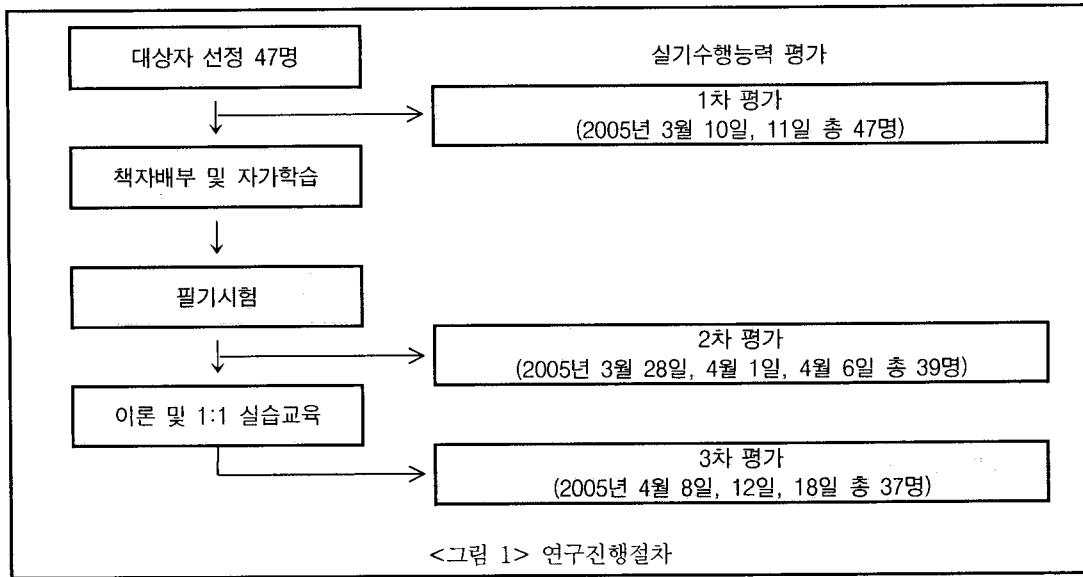 대상자 선정 47명
실기수행능력 평가
1차 평가
(2005년 3월 10일, 11일 총 47명)
책자배부 및 자가학습
필기시험
2차 평가
(2005년 3월 28일, 4월 1일, 4월 6일 총 39명)
이론 및 1:1 실습교육
3차 평가
(2005년 4월 8일, 12일, 18일 총 37명)
<그림 1> 연구진행절차